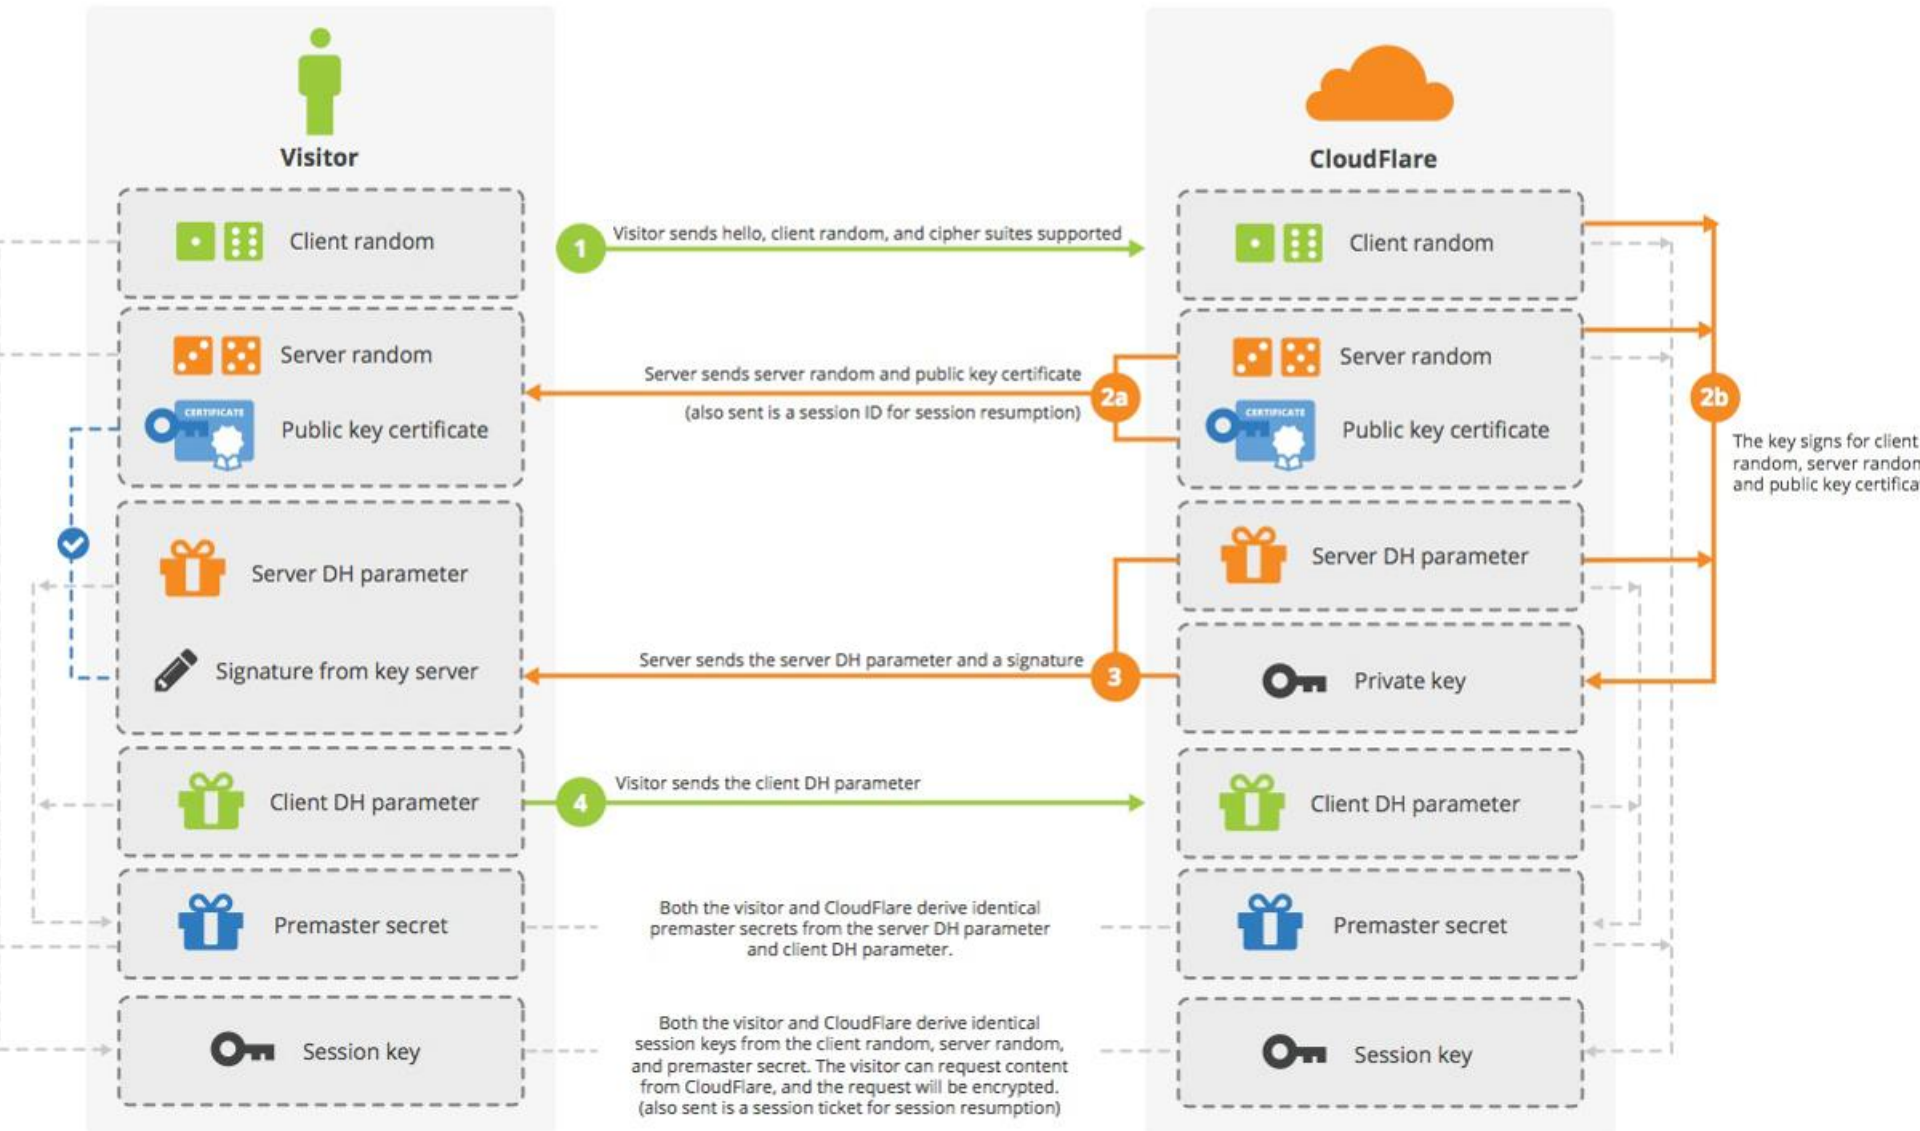 Visitor
CloudFlare
Client random
1
Visitor sends hello, client random, and cipher suites supported
Client random
Server random
Server sends server random and public key certificate
2a
(also sent is a session ID for session resumption)
Server random
2b
CERTIFICATE
Public key certificate
CERTIFICATE
Public key certificate
The key signs for client
random, server random
and public key certifica
Server DH parameter
Server DH parameter
Signature from key server
Server sends the server DH parameter and a signature
3
Private key
Client DH parameter
4
Visitor sends the client DH parameter
Client DH parameter
Premaster secret
Both the visitor and CloudFlare derive identical
premaster secrets from the server DH parameter
and client DH parameter.
Premaster secret
Session key
Both the visitor and CloudFlare derive identical
session keys from the client random, server random,
and premaster secret. The visitor can request content
from CloudFlare, and the request will be encrypted.
(also sent is a session ticket for session resumption)
Session key